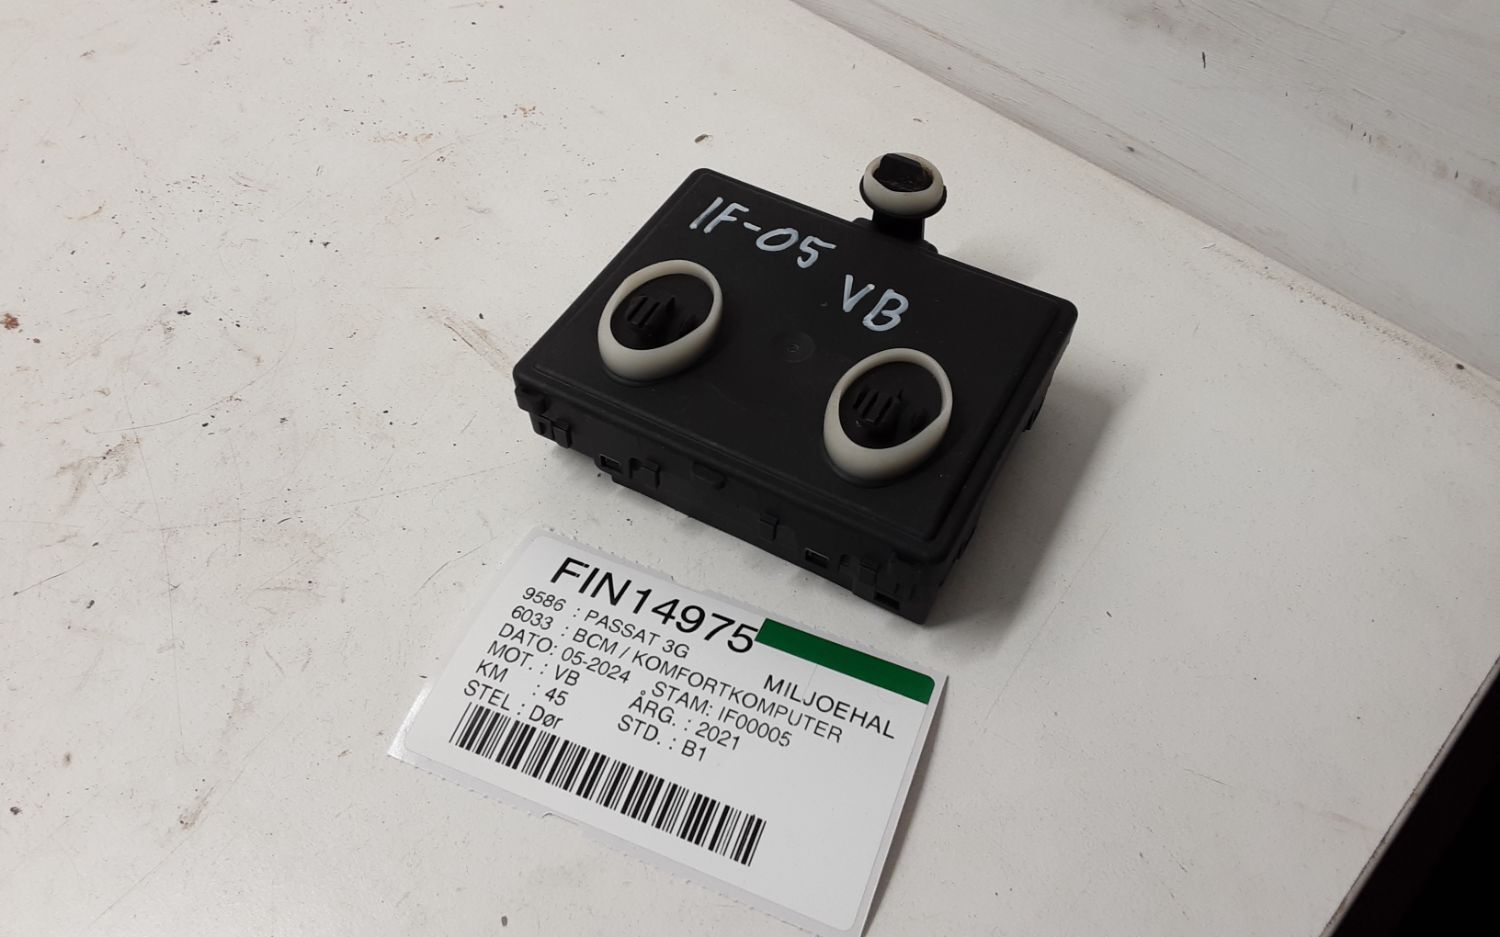 IF-05
VB
FIN14975
MILJOEHAL
9586 : PASSAT 3G
6033 : BCM / KOMFORTKOMPUTER
DATO: 05-2024 STAM: IF00005
MOT. : VB ÅRG. : 2021
KM : 45 STD. : B1
STEL : Dør